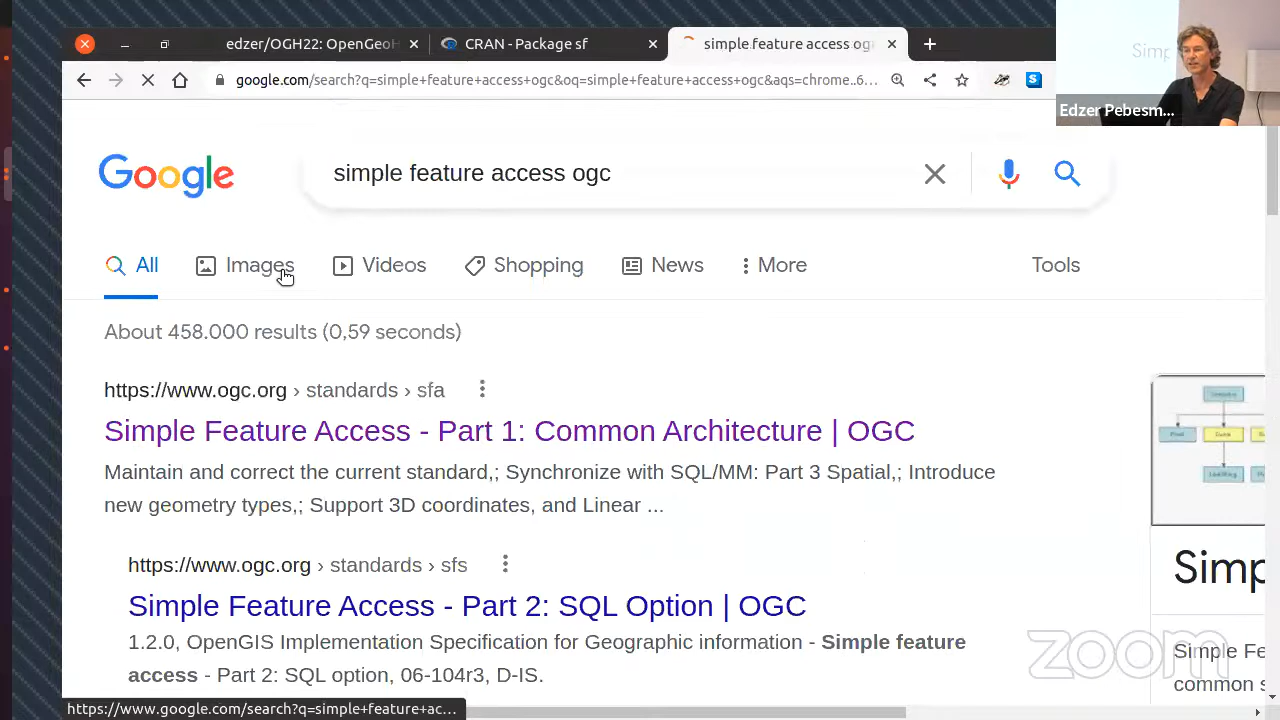 edzer/OGH22: OpenGeoH
CRAN - Package sf
simple feature access og
google.com/search?q=simple+feature+access+ogc&oq=simple+feature+access+ogc&aqs=chrome..6...
Simp
Edzer Pebesm...
Google
simple feature access ogc
All
Images
Videos
Shopping
News
More
Tools
About 458.000 results (0,59 seconds)
https://www.ogc.org › standards › sfa
Simple Feature Access - Part 1: Common Architecture | OGC
Maintain and correct the current standard,; Synchronize with SQL/MM: Part 3 Spatial,; Introduce
new geometry types,; Support 3D coordinates, and Linear ...
https://www.ogc.org › standards › sfs
Simple Feature Access - Part 2: SQL Option | OGC
1.2.0, OpenGIS Implementation Specification for Geographic information - Simple feature
access - Part 2: SQL option, 06-104r3, D-IS.
Simp
Simple Fe
common s
zoom
https://www.google.com/search?q=simple+feature+ac...